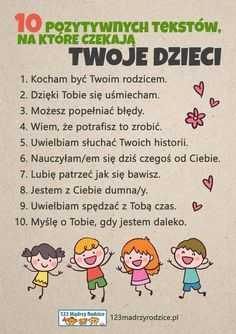 10 POZYTYWNYCH TEKSTÓW,
NA KTÓRE CZEKAJĄ
TWOJE DZIECI
1. Kocham być Twoim rodzicem.
2. Dzięki Tobie się uśmiecham.
3. Możesz popełniać błędy.
4. Wiem, że potrafisz to zrobić.
5. Uwielbiam słuchać Twoich historii.
6. Nauczyłam/em się dziś czegoś od Ciebie.
7. Lubię patrzeć jak się bawisz.
8. Jestem z Ciebie dumna/y.
9. Uwielbiam spędzać z Tobą czas.
10. Myślę o Tobie, gdy jestem daleko.
123 Mądrzy Rodzice
123madrzyrodzice.pl